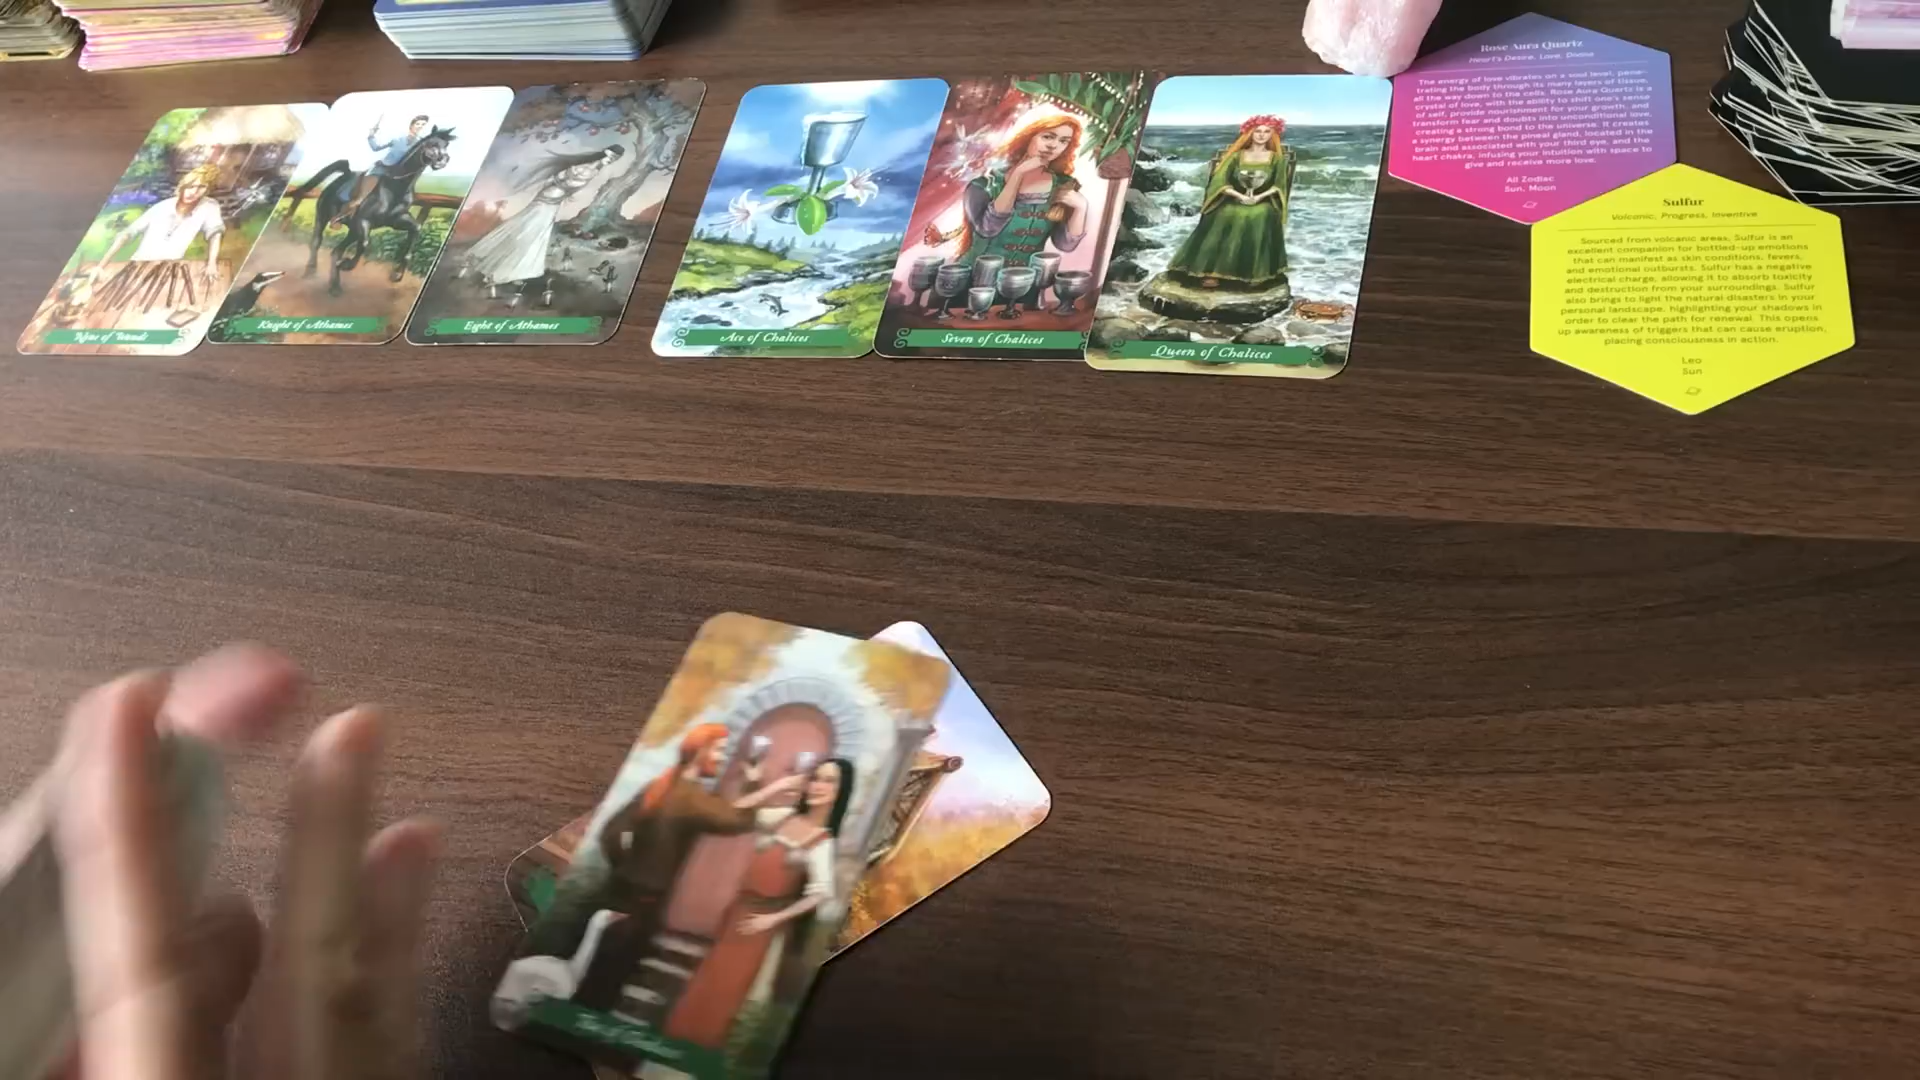 Nine of Wands
Knight of Athames
Eight of Athames
Ace of Chalices
Seven of Chalices
Queen of Chalices
Rose Aura Quartz
Heart's Desire, Love, Divine
The energy of love vibrates on a soul level, pene-
trating the body through its many layers of tissue,
all the way down to the cells. Rose Aura Quartz is a
crystal of love, with the ability to shift one's sense
of self, provide nourishment for your growth, and
transform fear and doubts into unconditional love,
creating a strong bond to the universe. It creates
a synergy between the pineal gland, located in the
brain and associated with your third eye, and the
heart chakra, infusing your intuition with space to
give and receive more love.
All Zodiac
Sun, Moon
Sulfur
Volcanic, Progress, Inventive
Sourced from volcanic areas, Sulfur is an
excellent companion for bottled-up emotions
that can manifest as skin conditions, fevers,
and emotional outbursts. Sulfur has a negative
electrical charge, allowing it to absorb toxicity
and destruction from your surroundings. Sulfur
also brings to light the natural disasters in your
personal landscape, highlighting your shadows in
order to clear the path for renewal. This opens
up awareness of triggers that can cause eruption,
placing consciousness in action.
Leo
Sun